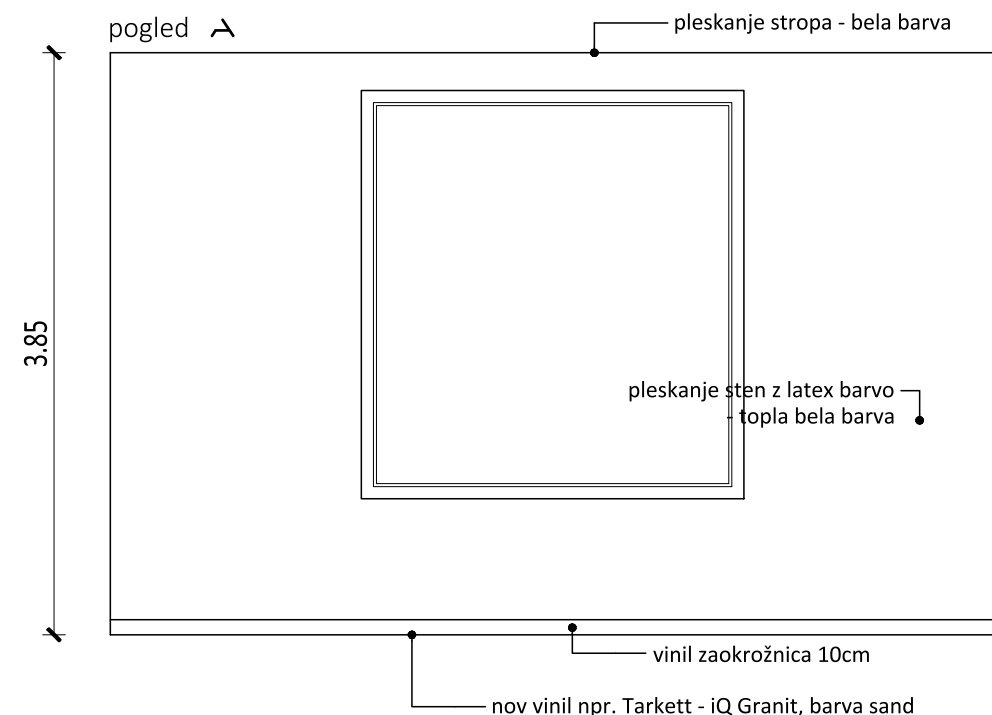 pogled A
pleskanje stropa - bela barva
3.85
pleskanje sten z latex barvo
- topla bela barva
vinil zaokrožnica 10cm
nov vinil npr. Tarkett - iQ Granit, barva sand